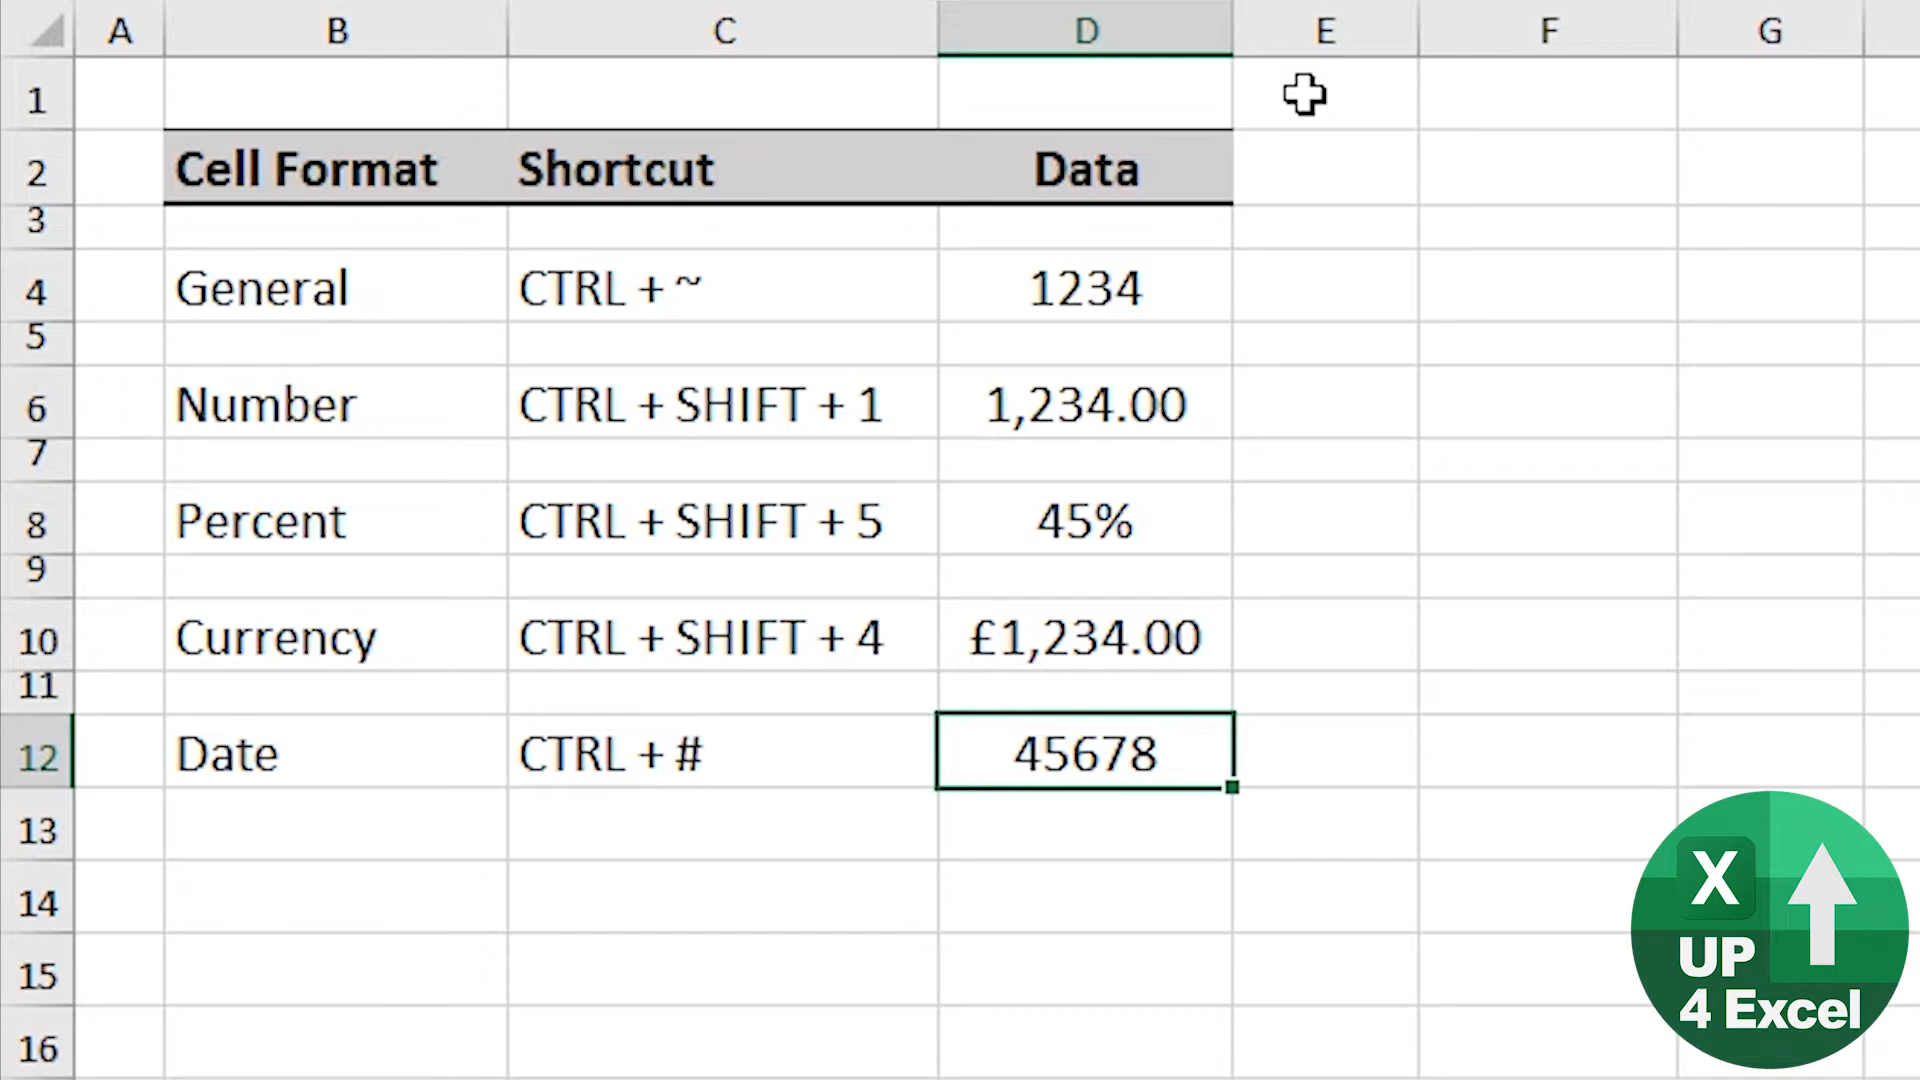 A B C D E F G
1
2 Cell Format Shortcut Data
3
4 General CTRL + ~ 1234
5
6 Number CTRL + SHIFT + 1 1,234.00
7
8 Percent CTRL + SHIFT + 5 45%
9
10 Currency CTRL + SHIFT + 4 £1,234.00
11
12 Date CTRL + # 45678
13
14
15
16
X
UP
4 Excel